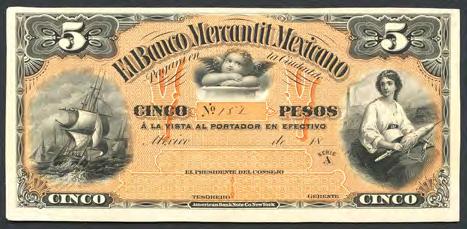 5 5
El Banco Mercantil Mexicano
Pagará en la Ciudad de
CINCO No 152 PESOS
Á LA VISTA AL PORTADOR EN EFECTIVO
México de 18
SERIE
A
EL PRESIDENTE DEL CONSEJO
TESORERO GERENTE
CINCO CINCO
American Bank Note Co. New York